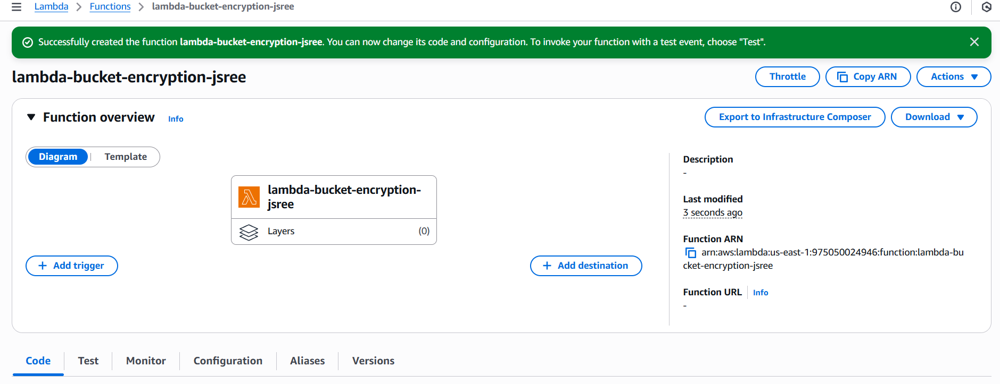 Lambda > Functions > lambda-bucket-encryption-jsree
Successfully created the function lambda-bucket-encryption-jsree. You can now change its code and configuration. To invoke your function with a test event, choose "Test".
lambda-bucket-encryption-jsree
Throttle
Copy ARN
Actions
Function overview
Info
Export to Infrastructure Composer
Download
Diagram | Template
lambda-bucket-encryption-
jsree
Layers
(0)
Add trigger
Add destination
Description
-
Last modified
3 seconds ago
Function ARN
arn:aws:lambda:us-east-1:975050024946:function:lambda-bu
cket-encryption-jsree
Function URL
Info
-
Code
Test
Monitor
Configuration
Aliases
Versions